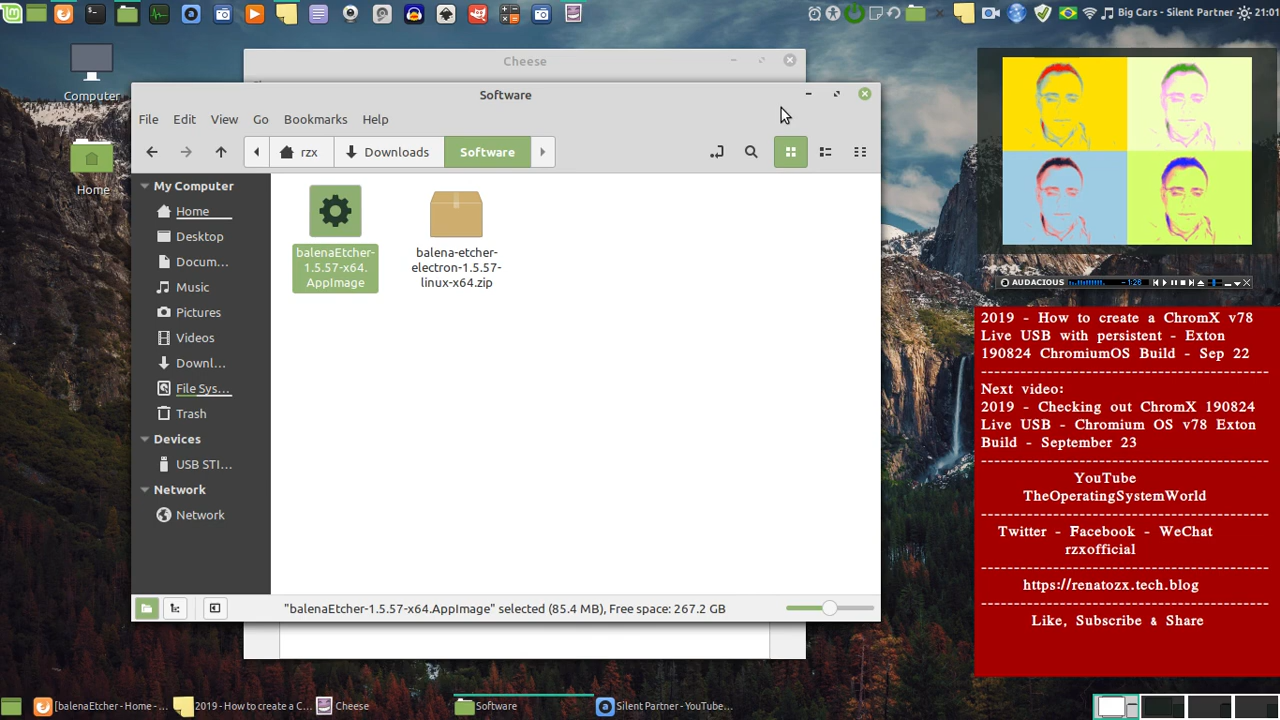 Big Cars - Silent Partner
21:01
Computer
Home
Cheese
Software
File Edit View Go Bookmarks Help
rzx
Downloads
Software
My Computer
Home
Desktop
Docum...
Music
Pictures
Videos
Downl...
File Sys...
Trash
Devices
USB STI...
Network
Network
balenaEtcher-
1.5.57-x64.
AppImage
balena-etcher-
electron-1.5.57-
linux-x64.zip
"balenaEtcher-1.5.57-x64.AppImage" selected (85.4 MB), Free space: 267.2 GB
AUDACIOUS
-1:28
2019 - How to create a ChromX v78
Live USB with persistent - Exton
190824 ChromiumOS Build - Sep 22
Next video:
2019 - Checking out ChromX 190824
Live USB - Chromium OS v78 Exton
Build - September 23
YouTube
TheOperatingSystemWorld
Twitter - Facebook - WeChat
rzxofficial
https://renatozx.tech.blog
Like, Subscribe & Share
[balenaEtcher - Home - ...
2019 - How to create a C...
Cheese
Software
Silent Partner - YouTube...